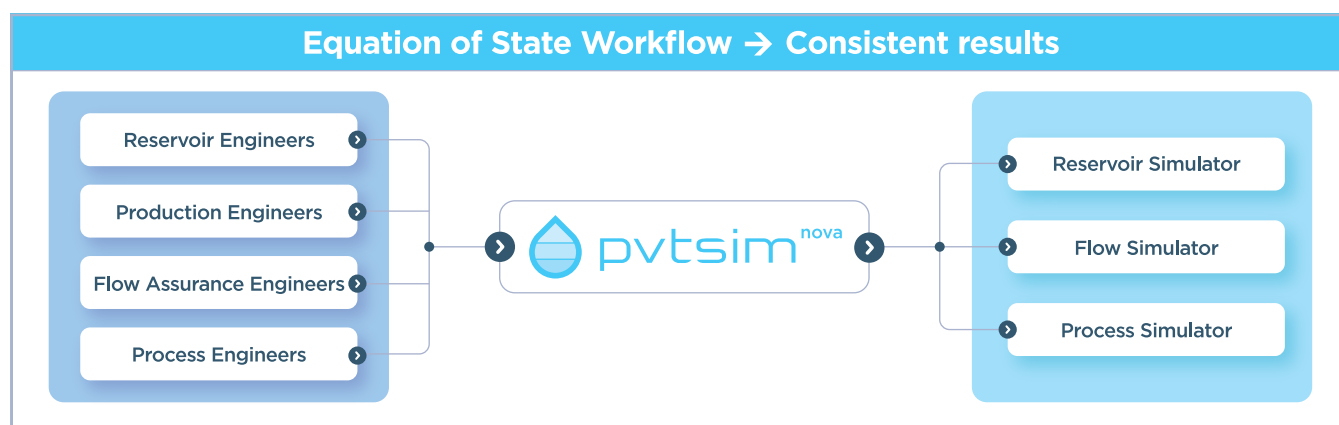 Equation of State Workflow → Consistent results
Reservoir Engineers
Production Engineers
Flow Assurance Engineers
Process Engineers
pvtsim nova
Reservoir Simulator
Flow Simulator
Process Simulator